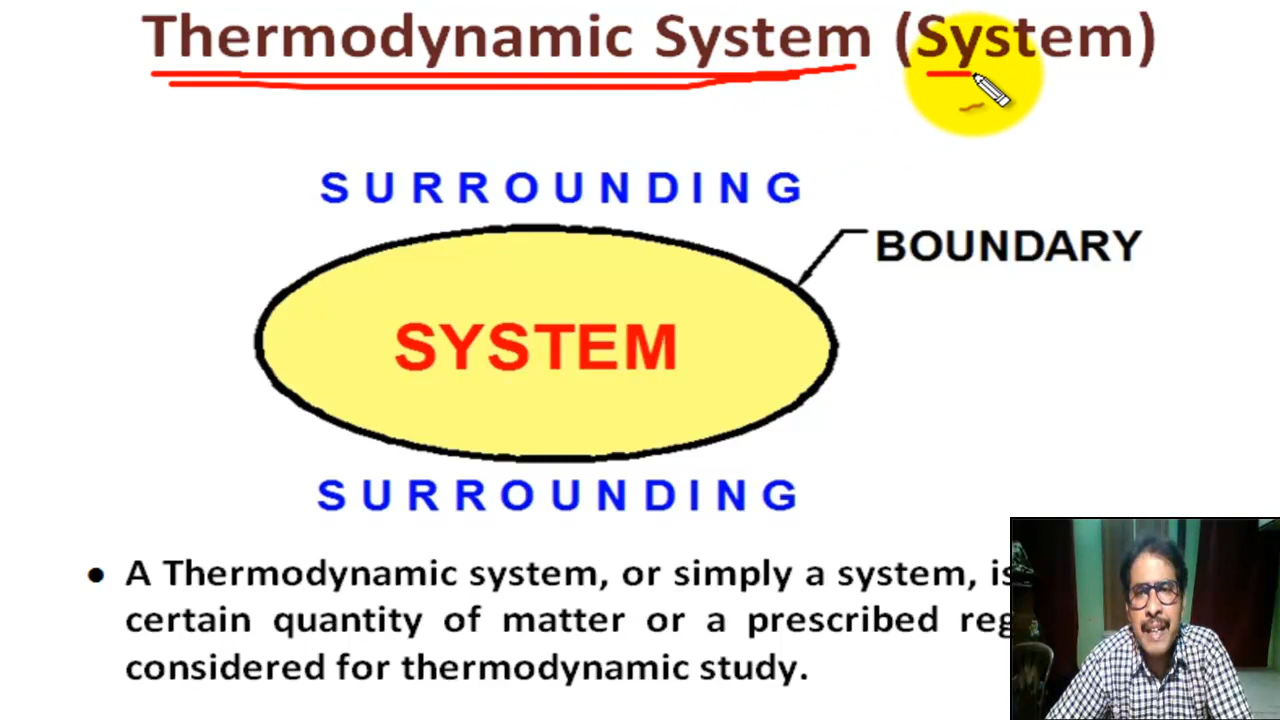 Thermodynamic System (System)
SURROUNDING
BOUNDARY
SYSTEM
SURROUNDING
• A Thermodynamic system, or simply a system, is
certain quantity of matter or a prescribed
considered for thermodynamic study.